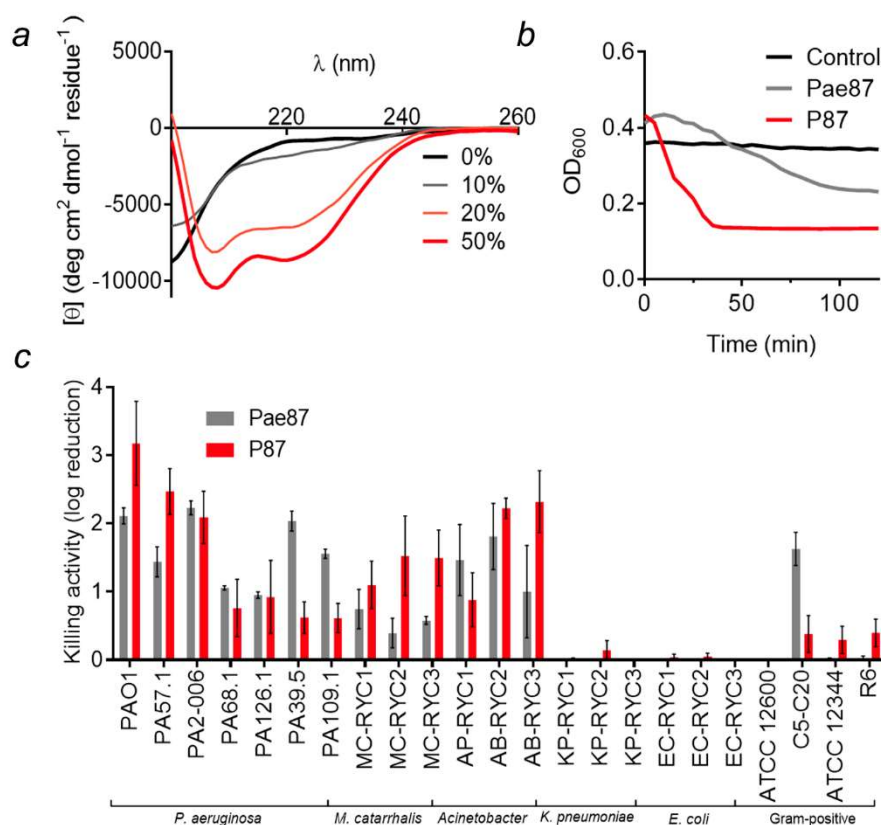 a
5000
0
-5000
-10000
[θ] (deg cm² dmol⁻¹ residue⁻¹)
λ (nm)
220
240
260
0%
10%
20%
50%
b
0.6
0.4
0.2
0.0
OD₆₀₀
0
50
100
Time (min)
Control
Pae87
P87
c
4
3
2
1
0
Killing activity (log reduction)
Pae87
P87
PAO1
PA57.1
PA2-006
PA68.1
PA126.1
PA39.5
PA109.1
MC-RYC1
MC-RYC2
MC-RYC3
AP-RYC1
AB-RYC2
AB-RYC3
KP-RYC1
KP-RYC2
KP-RYC3
EC-RYC1
EC-RYC2
EC-RYC3
ATCC 12600
C5-C20
ATCC 12344
R6
P. aeruginosa
M. catarrhalis
Acinetobacter
K. pneumoniae
E. coli
Gram-positive